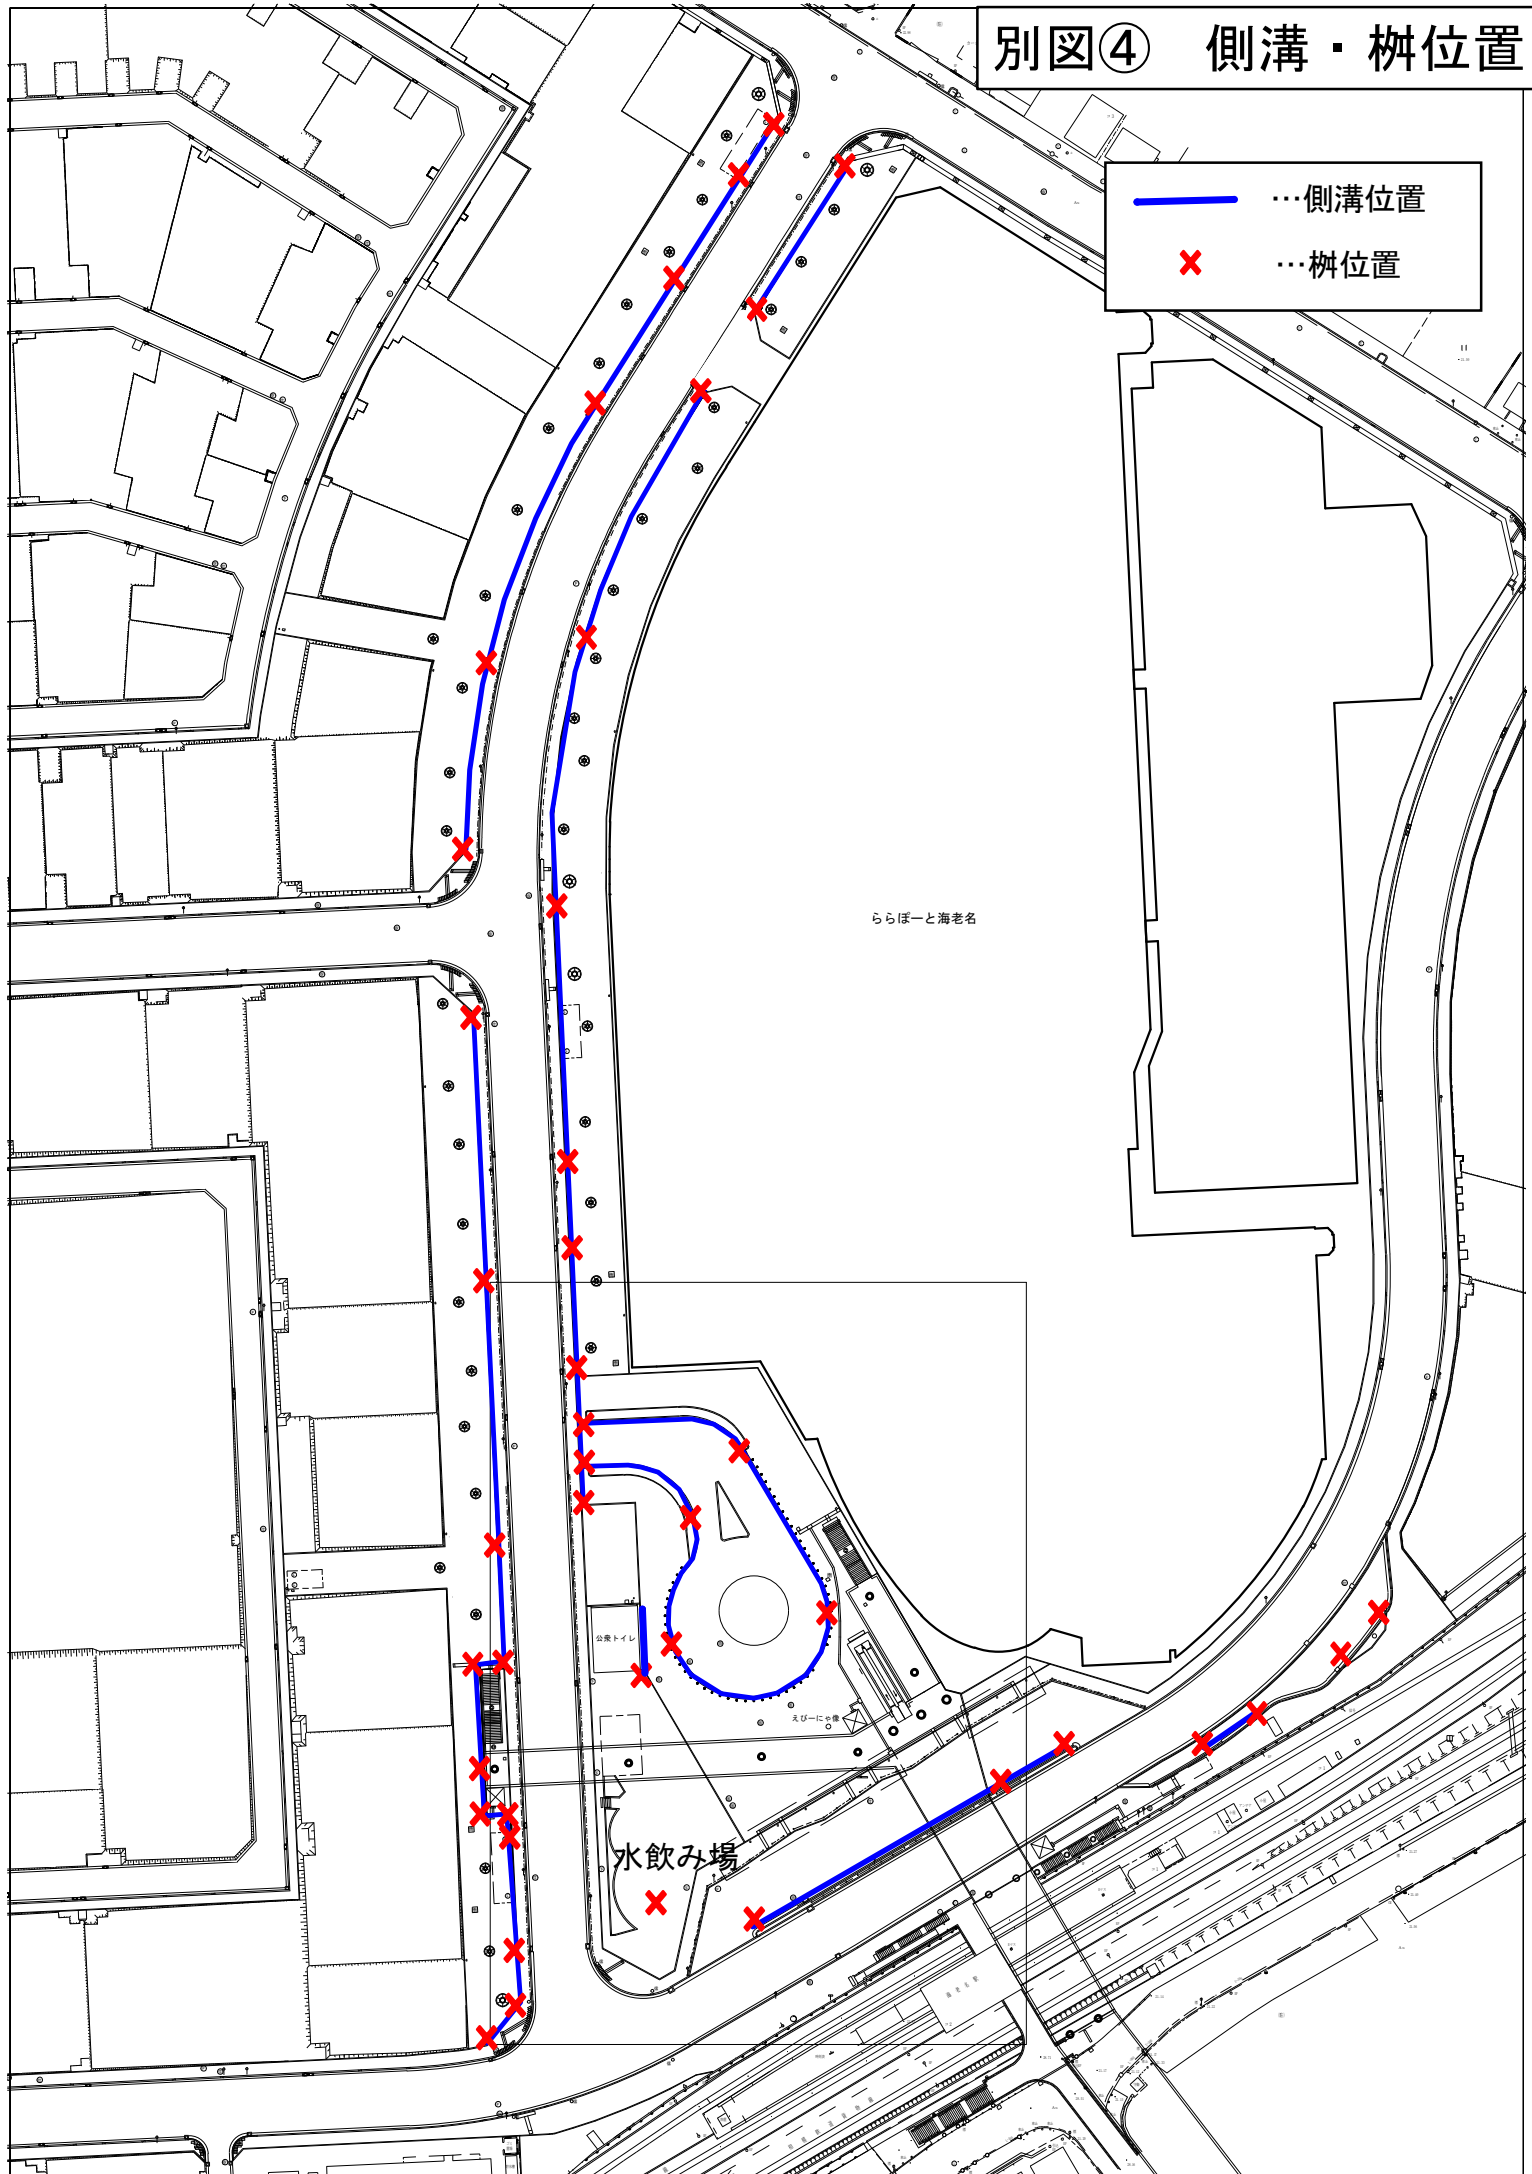 別図④　側溝・桝位置
…側溝位置
…桝位置
ららぽーと海老名
公衆トイレ
えびーにゃ像
水飲み場